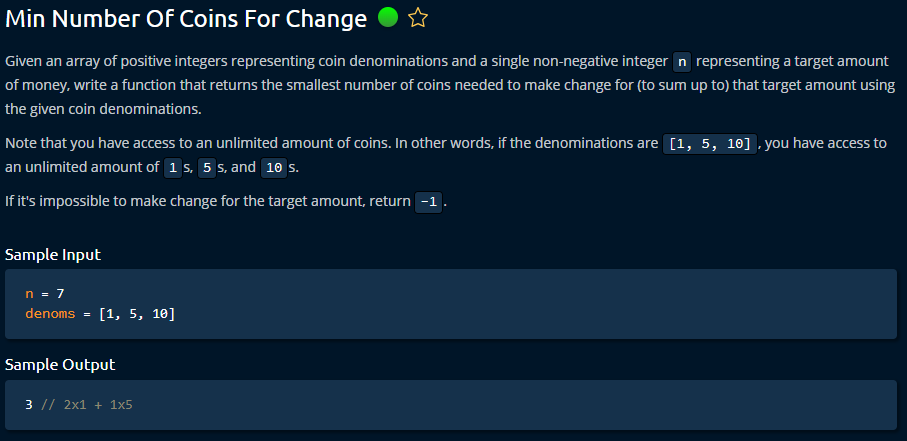 Min Number Of Coins For Change
Given an array of positive integers representing coin denominations and a single non-negative integer n representing a target amount
of money, write a function that returns the smallest number of coins needed to make change for (to sum up to) that target amount using
the given coin denominations.
Note that you have access to an unlimited amount of coins. In other words, if the denominations are [1, 5, 10], you have access to
an unlimited amount of 1s, 5s, and 10s.
If it's impossible to make change for the target amount, return -1.
Sample Input
n = 7
denoms = [1, 5, 10]
Sample Output
3 // 2x1 + 1x5